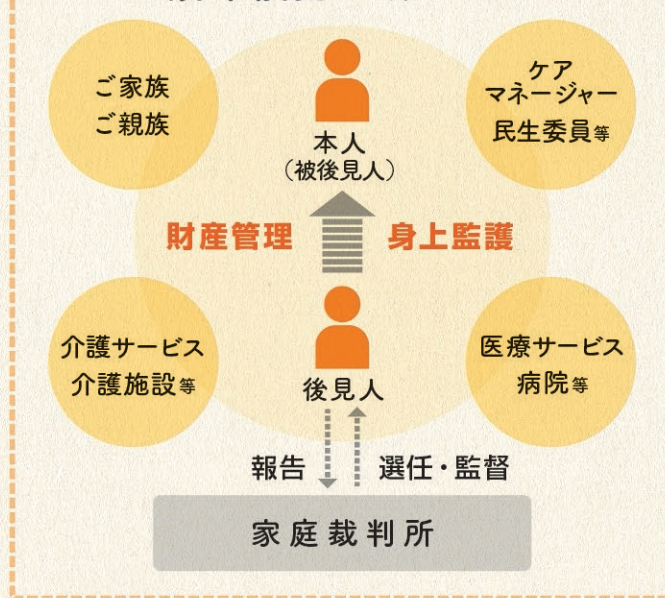 ご家族
ご親族
ケア
マネージャー
民生委員等
本人
（被後見人）
財産管理
身上監護
介護サービス
介護施設等
後見人
医療サービス
病院等
報告
選任・監督
家庭裁判所